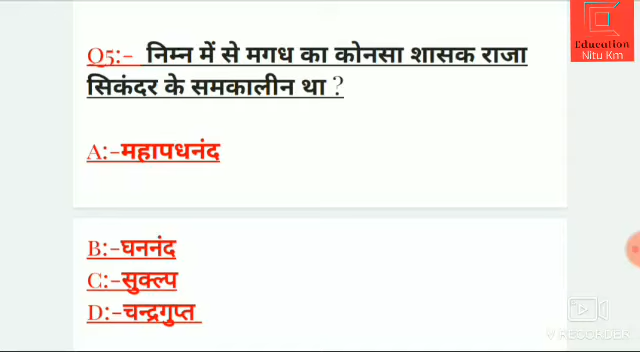 Education
Nitu Km
Q5:- निम्न में से मगध का कोनसा शासक राजा
सिकंदर के समकालीन था ?
A:-महापधनंद
B:-घननंद
C:-सुक्ल्प
D:-चन्द्रगुप्त
V RECORDER